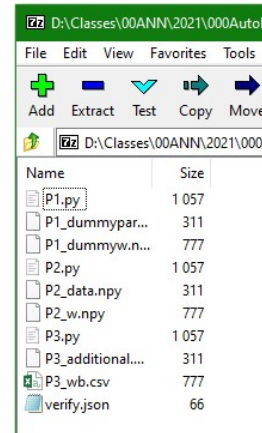 D:\Classes\00ANN\2021\000Auto
File Edit View Favorites Tools
Add Extract Test Copy Move
D:\Classes\00ANN\2021\000
Name Size
P1.py 1 057
P1_dummypar... 311
P1_dummyw.n... 777
P2.py 1 057
P2_data.npy 311
P2_w.npy 777
P3.py 1 057
P3_additional.... 311
P3_wb.csv 777
verify.json 66